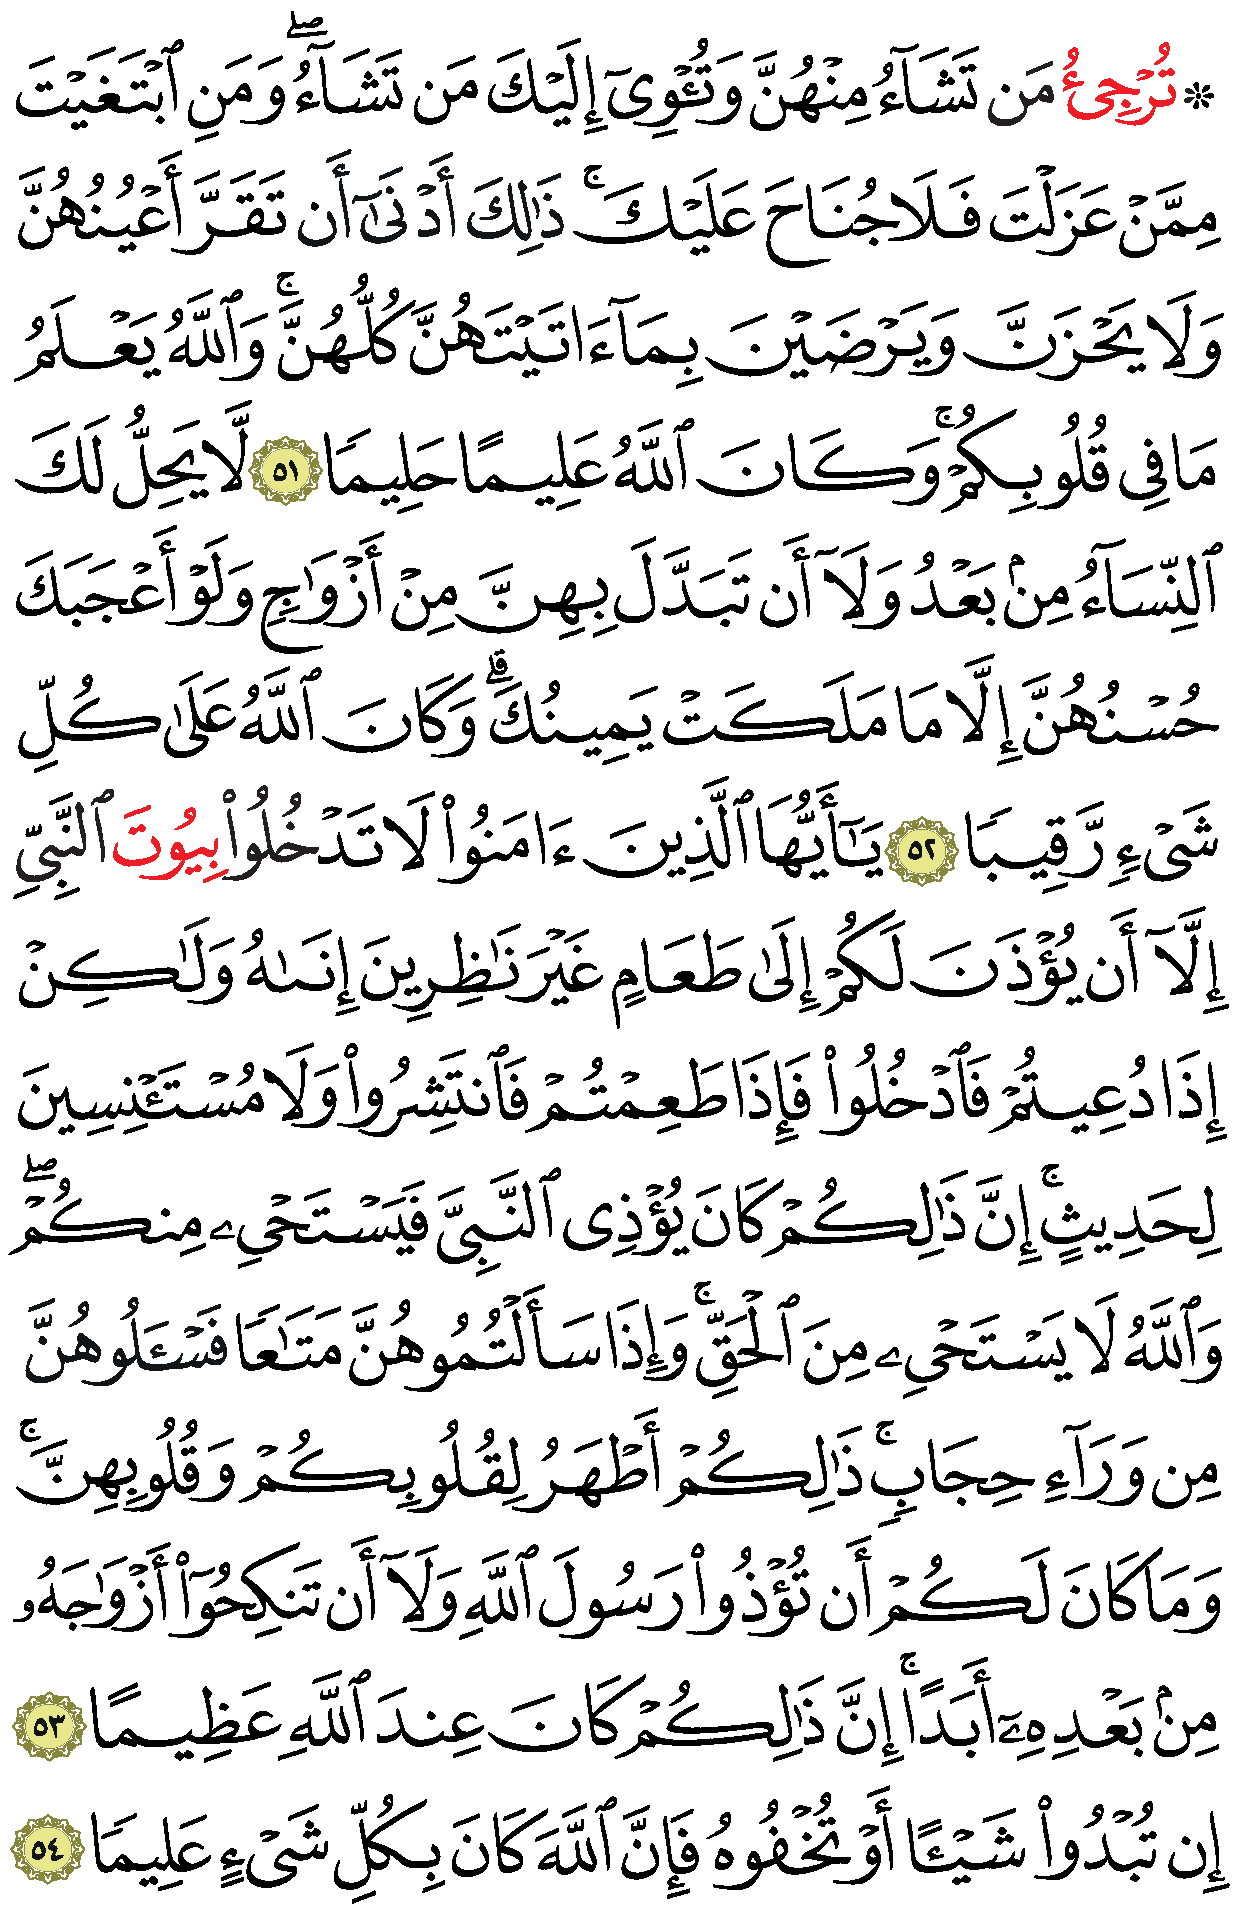 ۞ تُرْجِئُ مَن تَشَآءُ مِنْهُنَّ وَتُـْٔوِىٓ إِلَيْكَ مَن تَشَآءُۖ وَمَنِ ٱبْتَغَيْتَ
مِمَّنْ عَزَلْتَ فَلَا جُنَاحَ عَلَيْكَۚ ذَٰلِكَ أَدْنَىٰٓ أَن تَقَرَّ أَعْيُنُهُنَّ
وَلَا يَحْزَنَّ وَيَرْضَيْنَ بِمَآ ءَاتَيْتَهُنَّ كُلُّهُنَّۚ وَٱللَّهُ يَعْلَمُ
مَا فِى قُلُوبِكُمْۚ وَكَانَ ٱللَّهُ عَلِيمًا حَلِيمًا ٥١ لَّا يَحِلُّ لَكَ
ٱلنِّسَآءُ مِنۢ بَعْدُ وَلَآ أَن تَبَدَّلَ بِهِنَّ مِنْ أَزْوَٰجٍ وَلَوْ أَعْجَبَكَ
حُسْنُهُنَّ إِلَّا مَا مَلَكَتْ يَمِينُكَۗ وَكَانَ ٱللَّهُ عَلَىٰ كُلِّ
شَىْءٍ رَّقِيبًا ٥٢ يَـٰٓأَيُّهَا ٱلَّذِينَ ءَامَنُوا۟ لَا تَدْخُلُوا۟ بِيُوتَ ٱلنَّبِىِّ
إِلَّآ أَن يُؤْذَنَ لَكُمْ إِلَىٰ طَعَامٍ غَيْرَ نَـٰظِرِينَ إِنَىٰهُ وَلَـٰكِنْ
إِذَا دُعِيتُمْ فَٱدْخُلُوا۟ فَإِذَا طَعِمْتُمْ فَٱنتَشِرُوا۟ وَلَا مُسْتَـْٔنِسِينَ
لِحَدِيثٍۚ إِنَّ ذَٰلِكُمْ كَانَ يُؤْذِى ٱلنَّبِىَّ فَيَسْتَحْىِۦ مِنكُمْۖ
وَٱللَّهُ لَا يَسْتَحْىِۦ مِنَ ٱلْحَقِّۚ وَإِذَا سَأَلْتُمُوهُنَّ مَتَـٰعًا فَسْـَٔلُوهُنَّ
مِن وَرَآءِ حِجَابٍۚ ذَٰلِكُمْ أَطْهَرُ لِقُلُوبِكُمْ وَقُلُوبِهِنَّۚ
وَمَا كَانَ لَكُمْ أَن تُؤْذُوا۟ رَسُولَ ٱللَّهِ وَلَآ أَن تَنكِحُوٓا۟ أَزْوَٰجَهُۥ
مِنۢ بَعْدِهِۦٓ أَبَدًاۚ إِنَّ ذَٰلِكُمْ كَانَ عِندَ ٱللَّهِ عَظِيمًا ٥٣
إِن تُبْدُوا۟ شَيْـًٔا أَوْ تُخْفُوهُ فَإِنَّ ٱللَّهَ كَانَ بِكُلِّ شَىْءٍ عَلِيمًا ٥٤